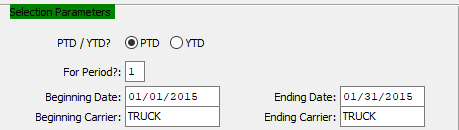 Selection Parameters
PTD / YTD? PTD YTD
For Period?: 1
Beginning Date: 01/01/2015 Ending Date: 01/31/2015
Beginning Carrier: TRUCK Ending Carrier: TRUCK